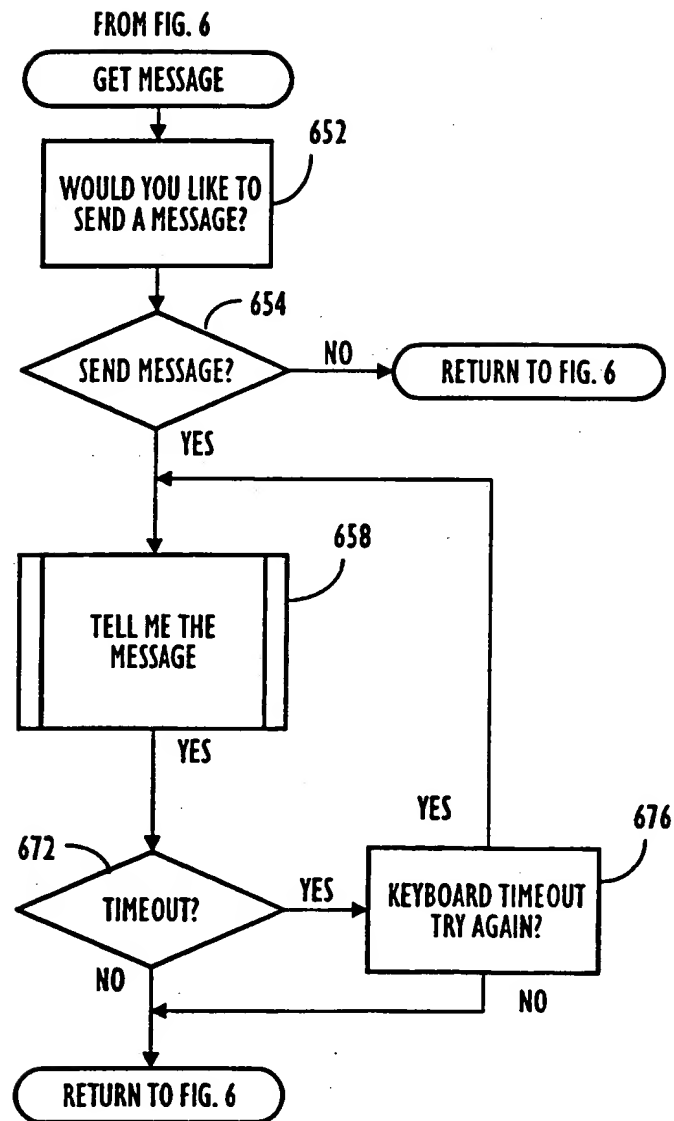 FROM FIG. 6
GET MESSAGE
652
WOULD YOU LIKE TO
SEND A MESSAGE?
654
SEND MESSAGE?
NO
RETURN TO FIG. 6
YES
658
TELL ME THE
MESSAGE
YES
YES
676
672
TIMEOUT?
YES
KEYBOARD TIMEOUT
TRY AGAIN?
NO
NO
RETURN TO FIG. 6